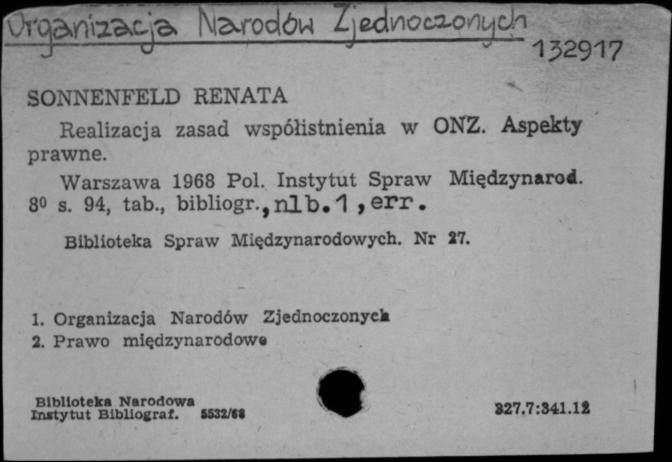 Organizacja Narodów Zjednoczonych
132917
SONNENFELD RENATA
Realizacja zasad współistnienia w ONZ. Aspekty
prawne.
Warszawa 1968 Pol. Instytut Spraw Międzynarod.
8⁰ s. 94, tab., bibliogr., nlb.1, err.
Biblioteka Spraw Międzynarodowych. Nr 27.
1. Organizacja Narodów Zjednoczonych
2. Prawo międzynarodowe
Biblioteka Narodowa
Instytut Bibliograf. 5532/68
327.7:341.12